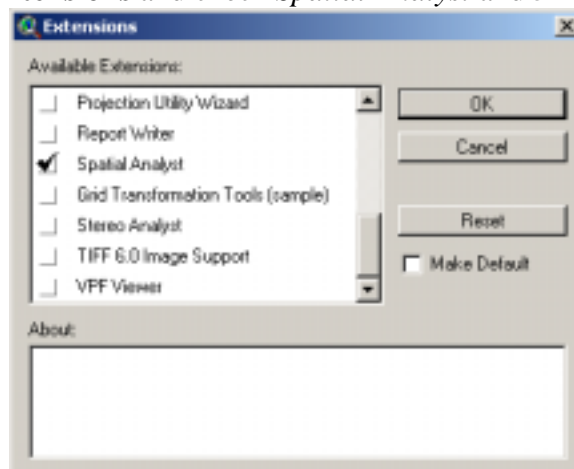 Extensions
Available Extensions:
Projection Utility Wizard
Report Writer
Spatial Analyst
Grid Transformation Tools (sample)
Stereo Analyst
TIFF 6.0 Image Support
VPF Viewer
OK
Cancel
Reset
Make Default
About: